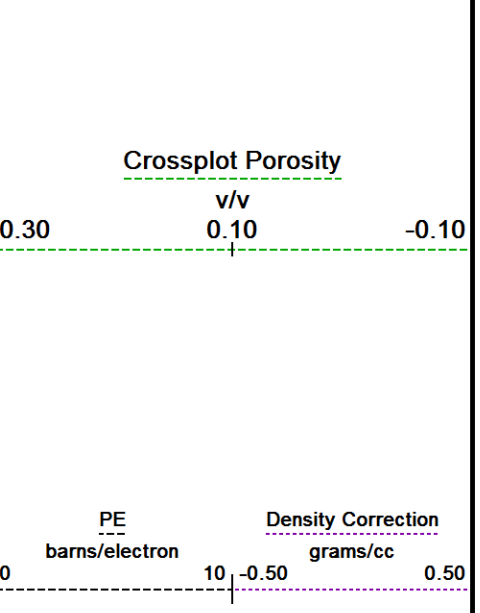 Crossplot Porosity
v/v
0.30 0.10 -0.10
PE Density Correction
barns/electron grams/cc
0 10 -0.50 0.50